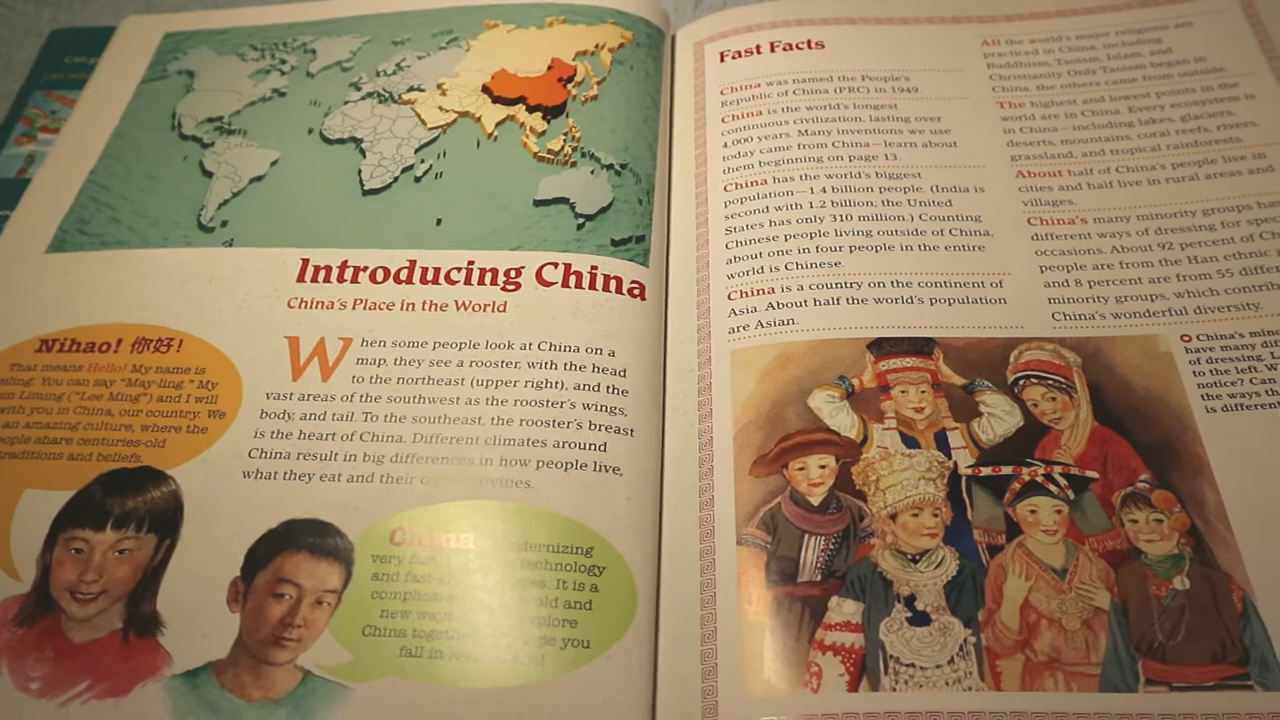 Introducing China
China's Place in the World
When some people look at China on a
map, they see a rooster, with the head
to the northeast (upper right), and the
vast areas of the southwest as the rooster's wings,
body, and tail. To the southeast, the rooster's breast
is the heart of China. Different climates around
China result in big differences in how people live,
what they eat and their
Nihao! 你好!
That means Hello! My name is
You can say "May-ling." My
Liming ("Lee Ming") and I will
with you in China, our country. We
an amazing culture, where the
people share centuries-old
traditions and beliefs.
China
very technology
and It is a
old and
new ways
China
you
fall in
Fast Facts
China was named the People's
Republic of China (PRC) in 1949.
China is the world's longest
continuous civilization, lasting over
4,000 years. Many inventions we use
today came from China—learn about
them beginning on page 13.
China has the world's biggest
population—1.4 billion people. (India is
second with 1.2 billion; the United
States has only 310 million.) Counting
Chinese people living outside of China,
about one in four people in the entire
world is Chinese.
China is a country on the continent of
Asia. About half the world's population
are Asian.
All the world's major religions are
practiced in China, including
Buddhism, Taoism, Islam, and
Christianity Only Taoism began in
China, the others came from outside.
The highest and lowest points in the
world are in China. Every ecosystem is
in China—including lakes, glaciers,
deserts, mountains, coral reefs, rivers,
grassland, and tropical rainforests.
About half of China's people live in
cities and half live in rural areas and
villages.
China's many minority groups
different ways of dressing for
occasions. About 92 percent of
people are from the Han ethnic
and 8 percent are from 55
minority groups, which
China's wonderful diversity.
China's
have many
of dressing.
to the left.
notice? Can
the ways
is different